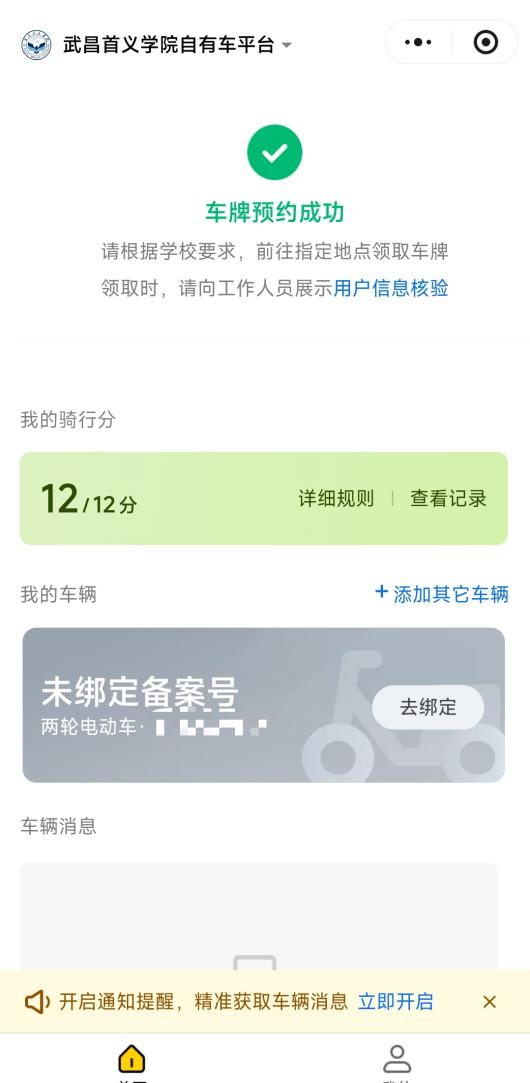 武昌首义学院自有车平台
车牌预约成功
请根据学校要求，前往指定地点领取车牌
领取时，请向工作人员展示用户信息核验
我的骑行分
12/12分 详细规则 | 查看记录
我的车辆 +添加其它车辆
未绑定备案号
两轮电动车·
去绑定
车辆消息
开启通知提醒，精准获取车辆消息 立即开启